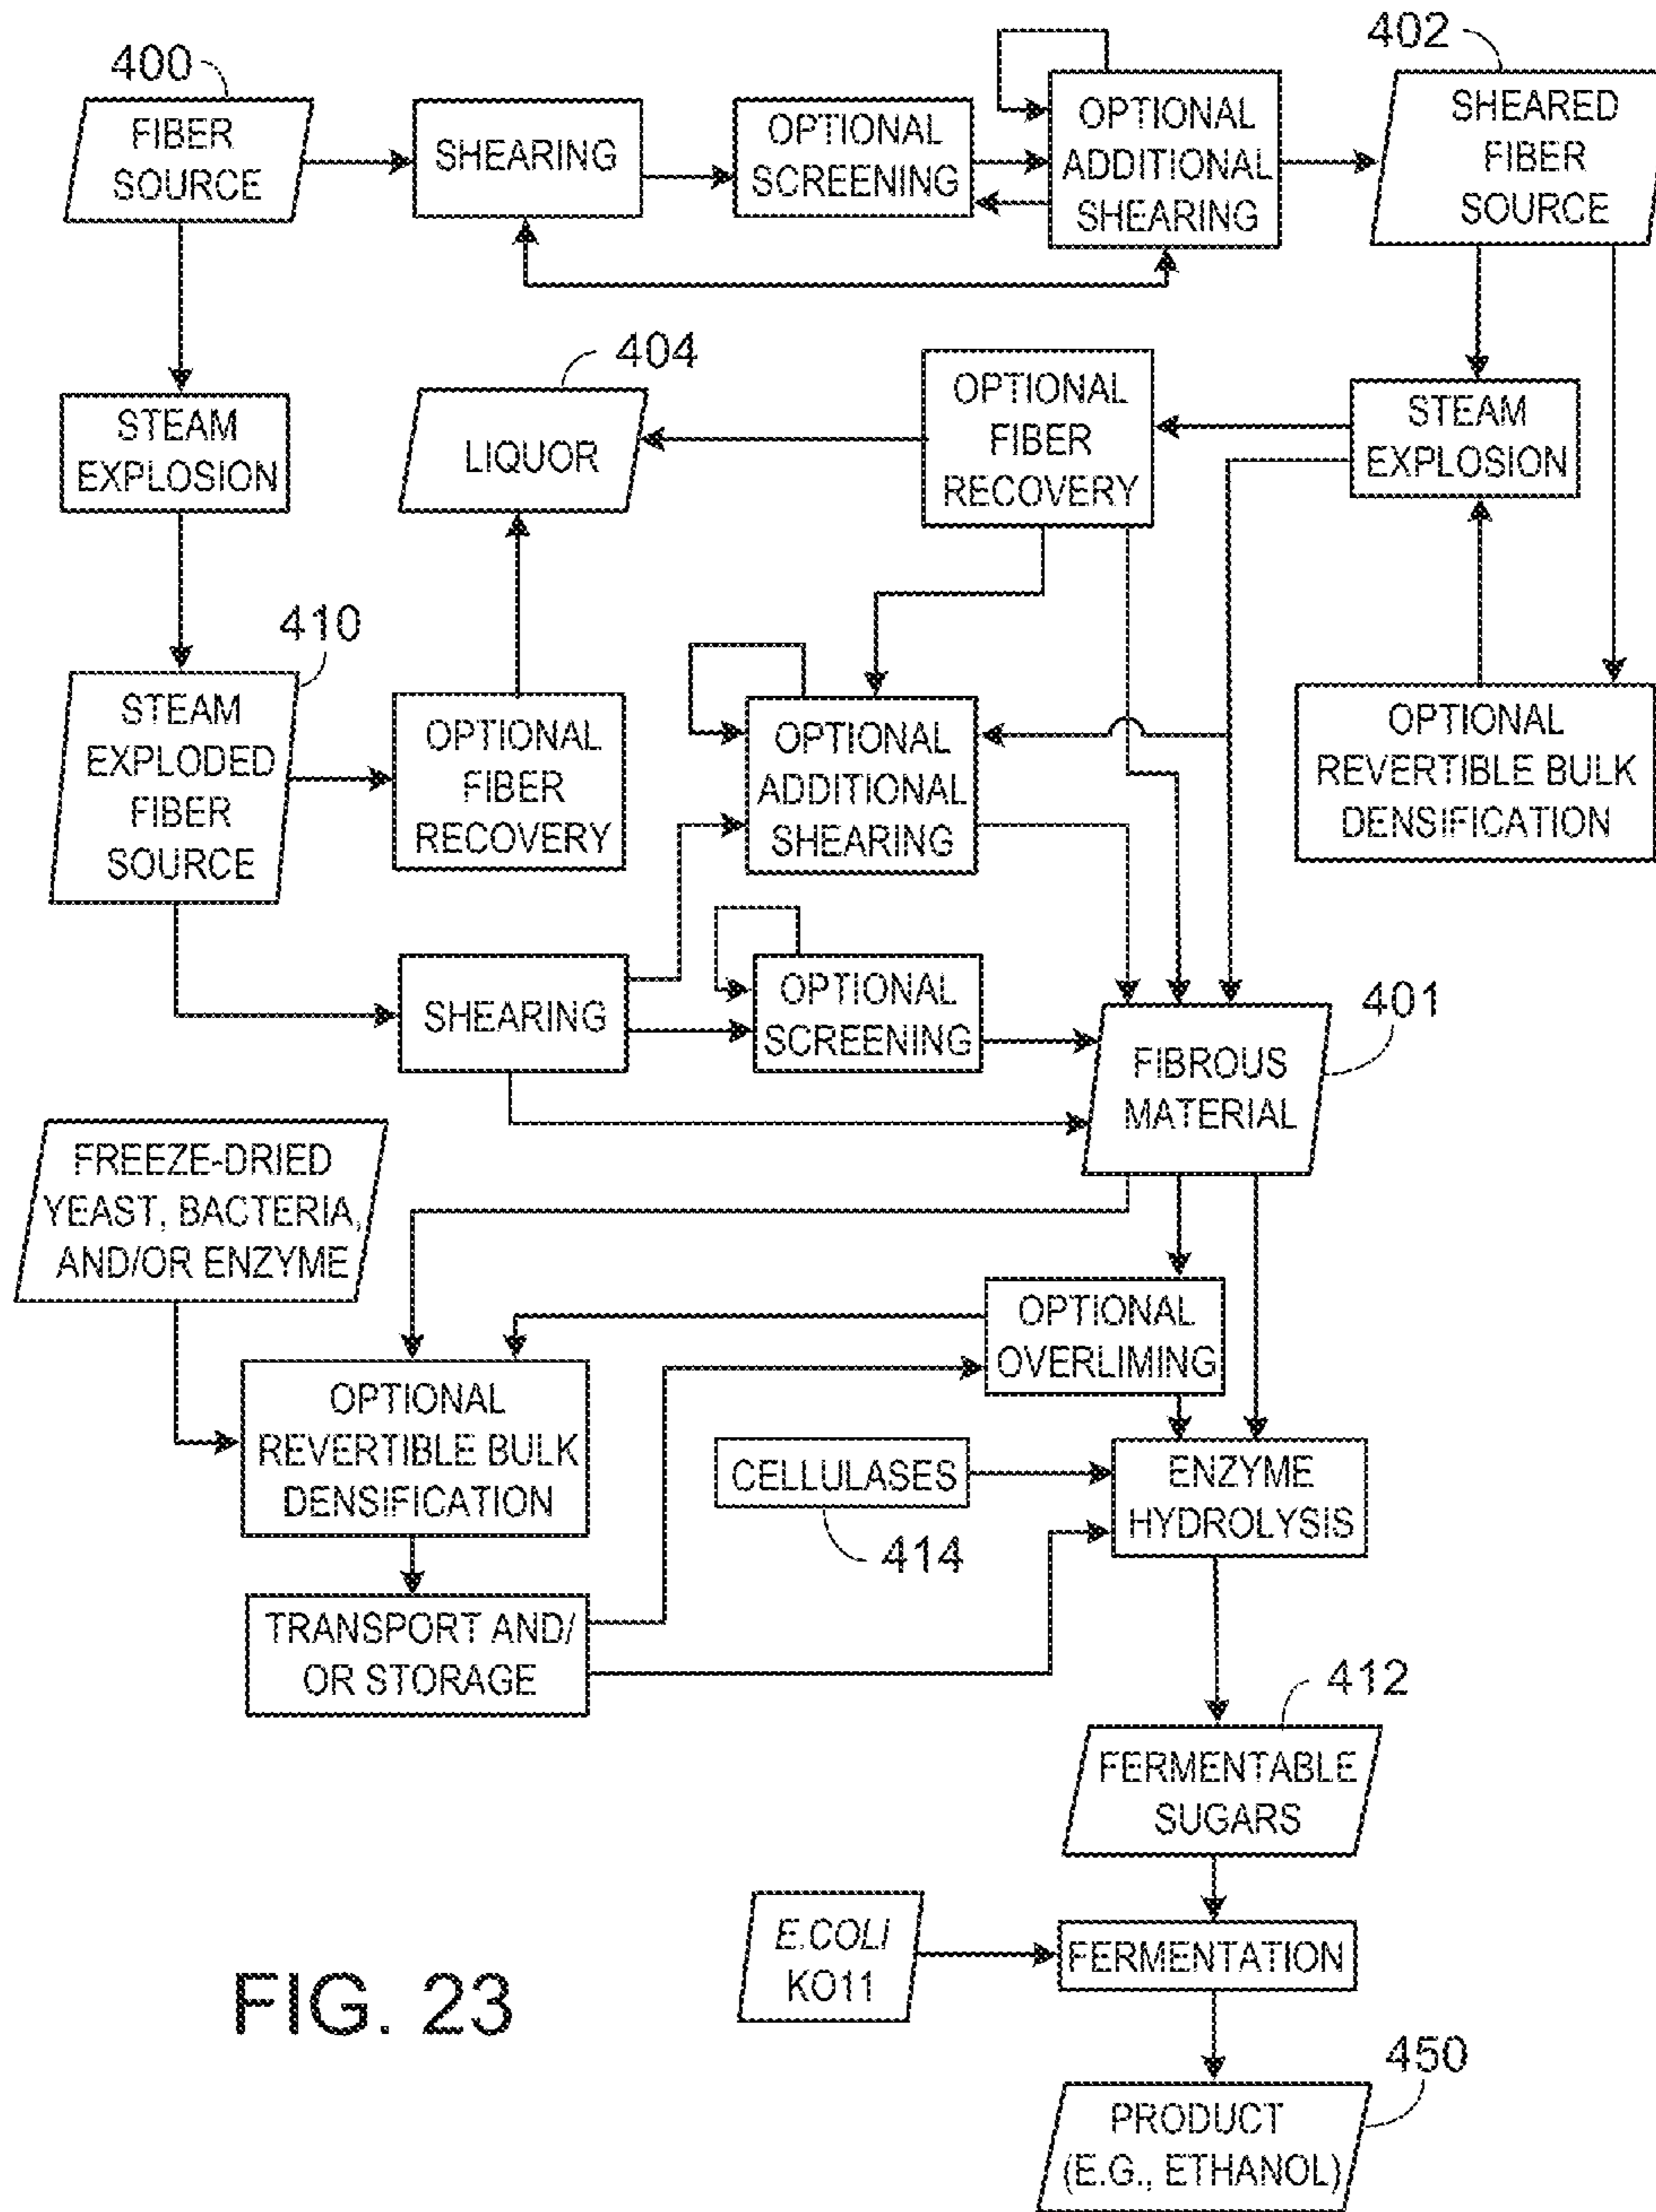 400
FIBER
SOURCE
SHEARING
OPTIONAL
SCREENING
OPTIONAL
ADDITIONAL
SHEARING
402
SHEARED
FIBER
SOURCE
STEAM
EXPLOSION
404
LIQUOR
OPTIONAL
FIBER
RECOVERY
STEAM
EXPLOSION
410
STEAM
EXPLODED
FIBER
SOURCE
OPTIONAL
FIBER
RECOVERY
OPTIONAL
ADDITIONAL
SHEARING
OPTIONAL
REVERTIBLE BULK
DENSIFICATION
SHEARING
OPTIONAL
SCREENING
401
FIBROUS
MATERIAL
FREEZE-DRIED
YEAST, BACTERIA,
AND/OR ENZYME
OPTIONAL
OVERLIMING
OPTIONAL
REVERTIBLE BULK
DENSIFICATION
CELLULASES
414
ENZYME
HYDROLYSIS
TRANSPORT AND/
OR STORAGE
412
FERMENTABLE
SUGARS
E.COLI
KO11
FERMENTATION
FIG. 23
450
PRODUCT
(E.G., ETHANOL)